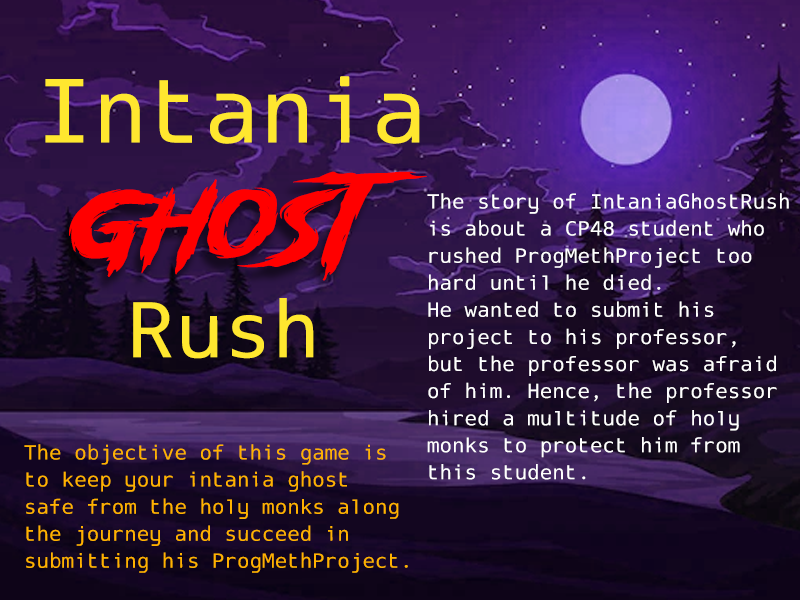 Intania
GHOST
Rush
The story of IntaniaGhostRush
is about a CP48 student who
rushed ProgMethProject too
hard until he died.
He wanted to submit his
project to his professor,
but the professor was afraid
of him. Hence, the professor
hired a multitude of holy
monks to protect him from
this student.
The objective of this game is
to keep your intania ghost
safe from the holy monks along
the journey and succeed in
submitting his ProgMethProject.